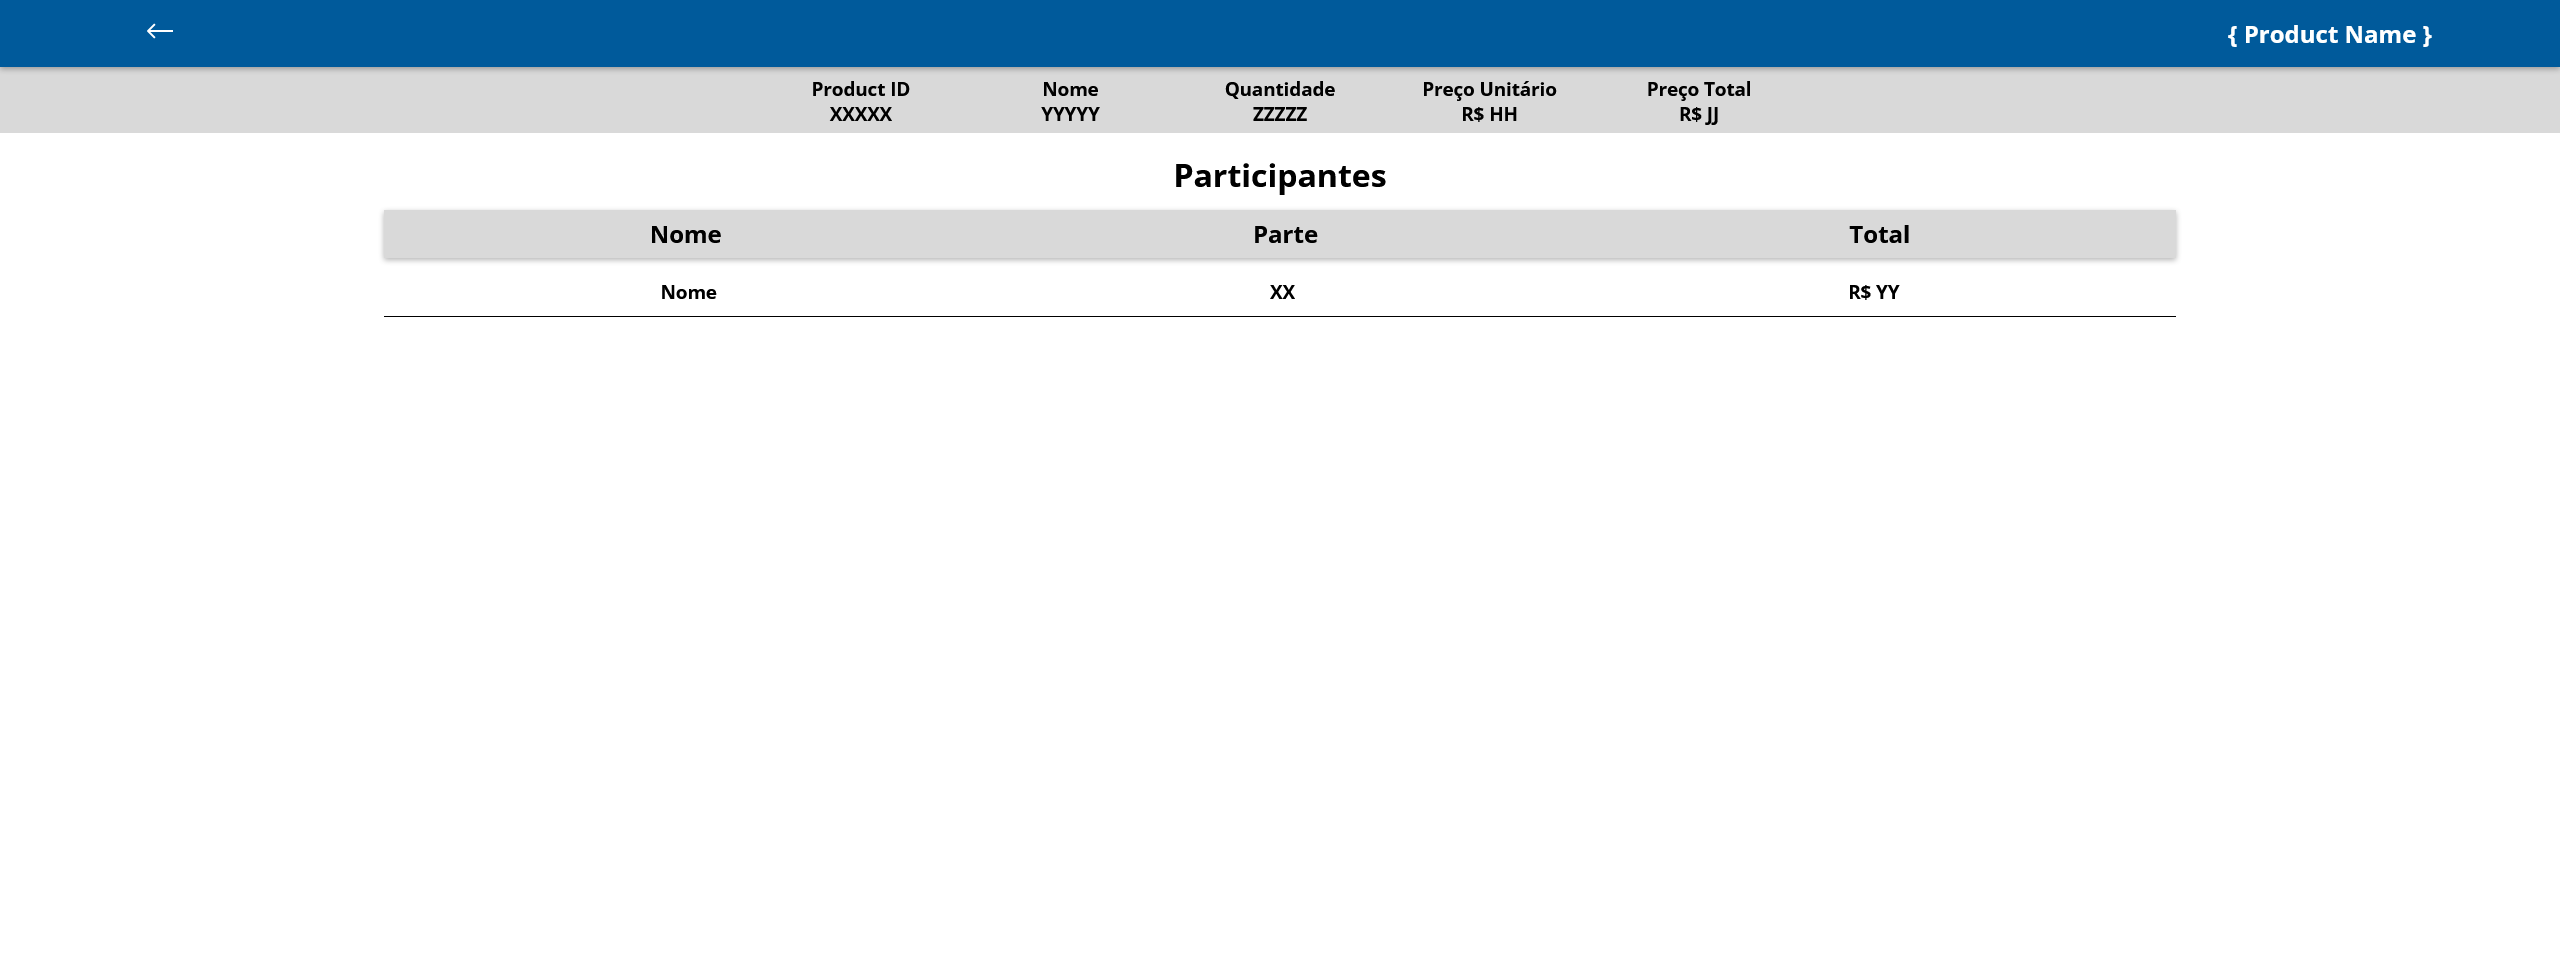 { Product Name }
Product ID Nome Quantidade Preço Unitário Preço Total
XXXXX YYYYY ZZZZZ R$ HH R$ JJ
Participantes
Nome Parte Total
Nome XX R$ YY